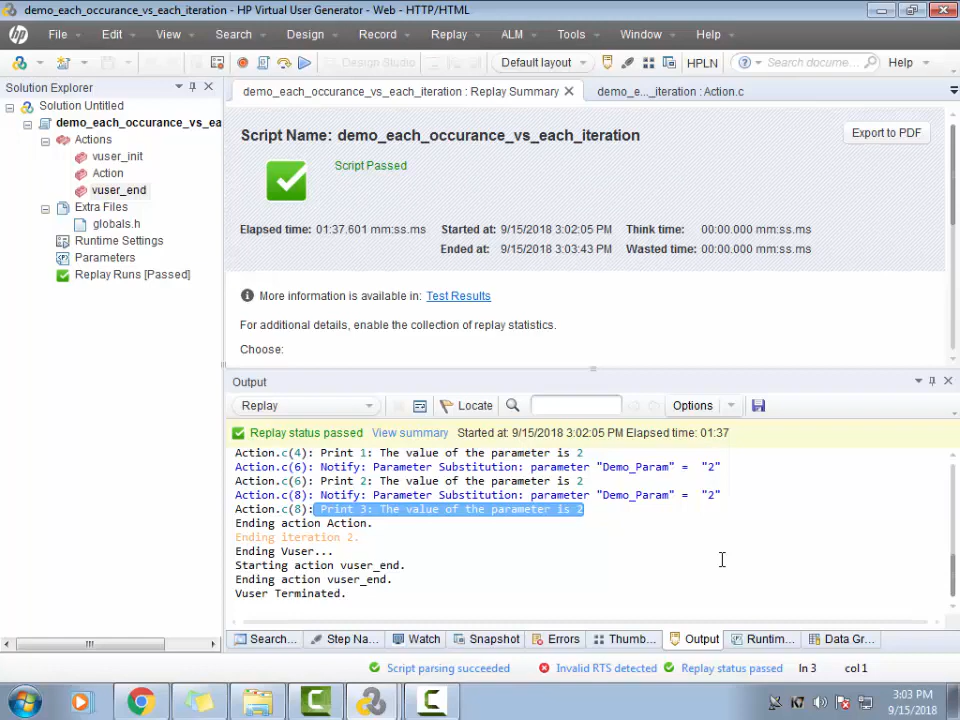 demo_each_occurance_vs_each_iteration - HP Virtual User Generator - Web - HTTP/HTML
hp File Edit View Search Design Record Replay ALM Tools Window Help
Design Studio Default layout HPLN Search docume... Help
Solution Explorer
Solution Untitled
demo_each_occurance_vs_ea
Actions
vuser_init
Action
vuser_end
Extra Files
globals.h
Runtime Settings
Parameters
Replay Runs [Passed]
demo_each_occurance_vs_each_iteration : Replay Summary
demo_e..._iteration : Action.c
Script Name: demo_each_occurance_vs_each_iteration
Export to PDF
Script Passed
Elapsed time: 01:37.601 mm:ss.ms Started at: 9/15/2018 3:02:05 PM Think time: 00:00.000 mm:ss.ms
Ended at: 9/15/2018 3:03:43 PM Wasted time: 00:00.000 mm:ss.ms
More information is available in: Test Results
For additional details, enable the collection of replay statistics.
Choose:
Output
Replay Locate Options
Replay status passed View summary Started at: 9/15/2018 3:02:05 PM Elapsed time: 01:37
Action.c(4): Print 1: The value of the parameter is 2
Action.c(6): Notify: Parameter Substitution: parameter "Demo_Param" = "2"
Action.c(6): Print 2: The value of the parameter is 2
Action.c(8): Notify: Parameter Substitution: parameter "Demo_Param" = "2"
Action.c(8): Print 3: The value of the parameter is 2
Ending action Action.
Ending iteration 2.
Ending Vuser...
Starting action vuser_end.
Ending action vuser_end.
Vuser Terminated.
Search... Step Na... Watch Snapshot Errors Thumb... Output Runtim... Data Gr...
Script parsing succeeded Invalid RTS detected Replay status passed ln 3 col 1
3:03 PM
9/15/2018